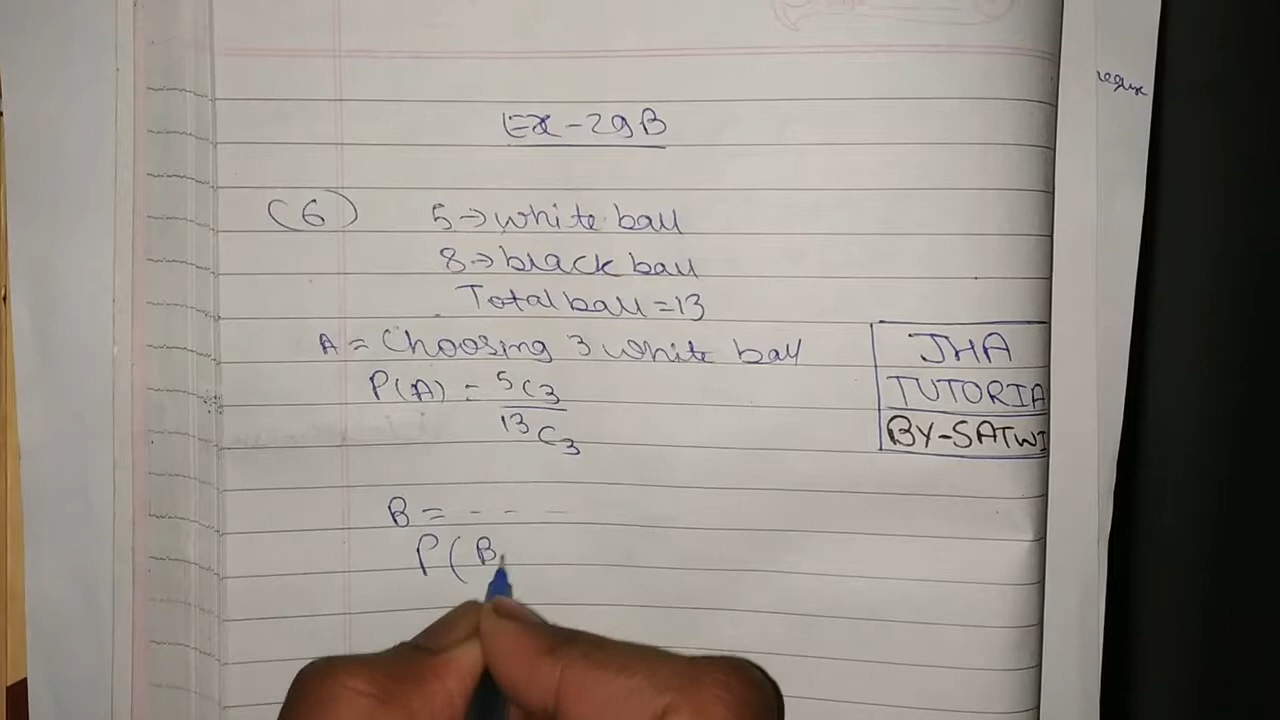 Ex-29B
(6) 5→white ball
8→black ball
Total ball=13
A = Choosing 3 white ball
P(A) = ⁵C₃
¹³C₃
B = - - -
P(B
JHA
TUTORIA
BY-SATWI